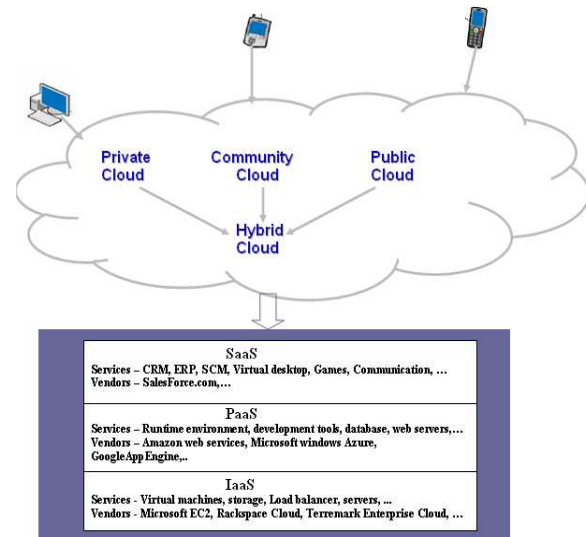 Private
Cloud
Community
Cloud
Public
Cloud
Hybrid
Cloud
SaaS
Services – CRM, ERP, SCM, Virtual desktop, Games, Communication, …
Vendors – SalesForce.com,…
PaaS
Services – Runtime environment, development tools, database, web servers,…
Vendors – Amazon web services, Microsoft windows Azure,
GoogleAppEngine,..
IaaS
Services - Virtual machines, storage, Load balancer, servers, ...
Vendors – Microsoft EC2, Rackspace Cloud, Terremark Enterprise Cloud, …